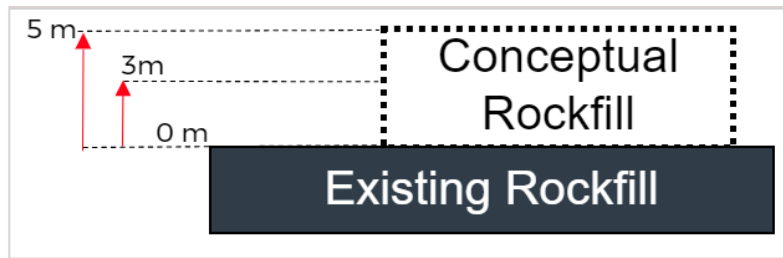 5 m
3m
0 m
Conceptual
Rockfill
Existing Rockfill